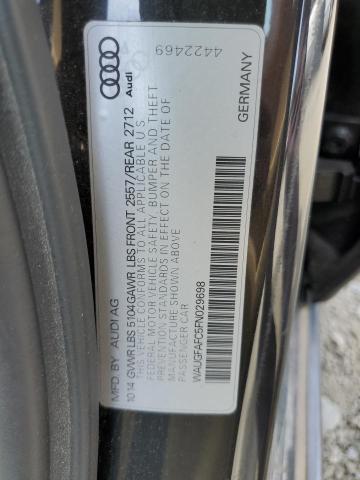 MFD. BY AUDI AG
10 14 GVWR LBS 5104 GAWR LBS FRONT 2557/REAR 2712
THIS VEHICLE CONFORMS TO ALL APPLICABLE U S
FEDERAL MOTOR VEHICLE SAFETY, BUMPER AND THEFT
PREVENTION STANDARDS IN EFFECT ON THE DATE OF
MANUFACTURE SHOWN ABOVE
PASSENGER CAR
WAUGFAFC5FN029698
Audi
4422469
GERMANY